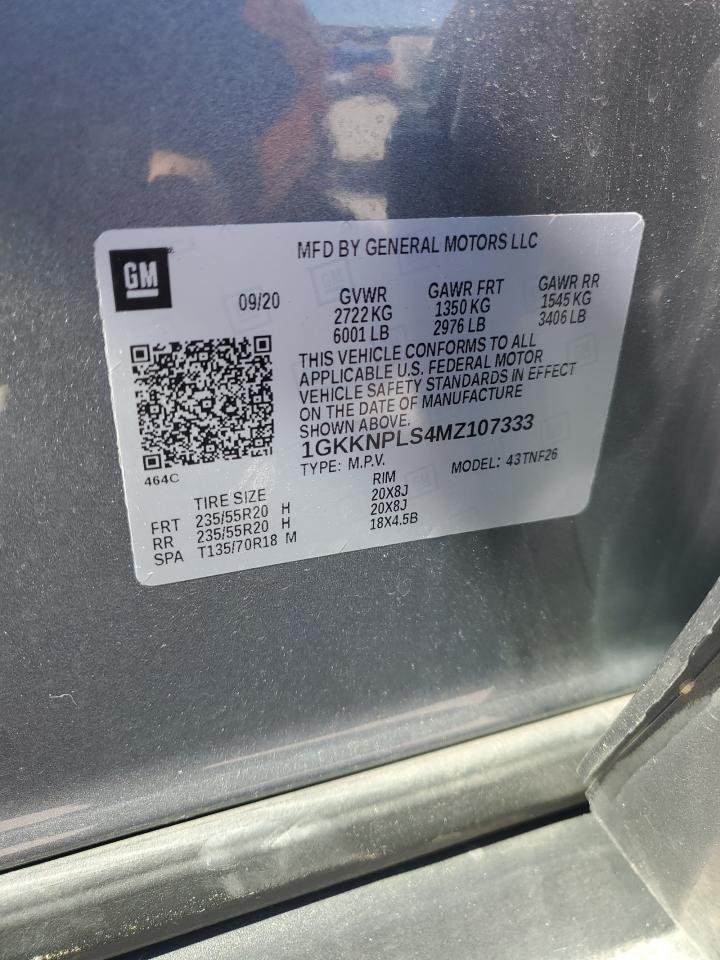 GM
MFD BY GENERAL MOTORS LLC
09/20
GVWR GAWR FRT GAWR RR
2722 KG 1350 KG 1545 KG
6001 LB 2976 LB 3406 LB
THIS VEHICLE CONFORMS TO ALL
APPLICABLE U.S. FEDERAL MOTOR
VEHICLE SAFETY STANDARDS IN EFFECT
ON THE DATE OF MANUFACTURE
SHOWN ABOVE.
1GKKNPLS4MZ107333
TYPE: M.P.V. MODEL: 43TNF26
464C
TIRE SIZE RIM
FRT 235/55R20 H 20X8J
RR 235/55R20 H 20X8J
SPA T135/70R18 M 18X4.5B